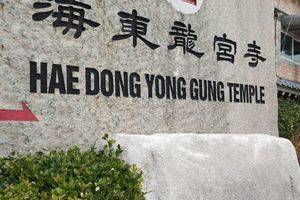 海東龍宮寺
HAE DONG YONG GUNG TEMPLE